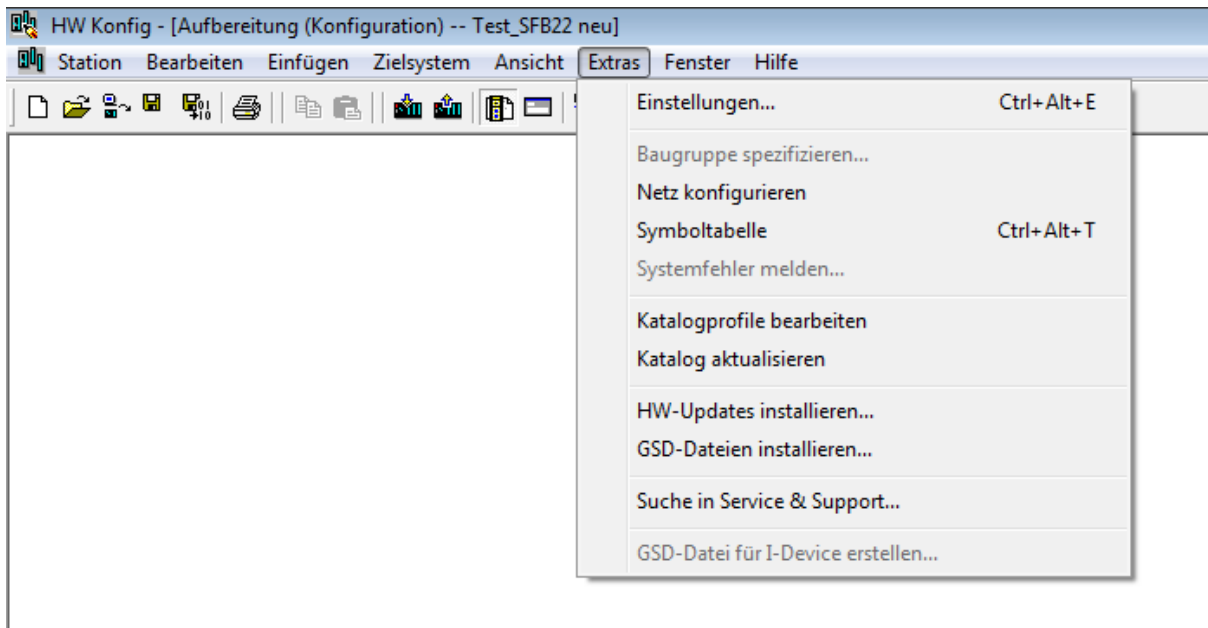 HW Konfig - [Aufbereitung (Konfiguration) -- Test_SFB22 neu]
Station Bearbeiten Einfügen Zielsystem Ansicht Extras Fenster Hilfe
Einstellungen... Ctrl+Alt+E
Baugruppe spezifizieren...
Netz konfigurieren
Symboltabelle Ctrl+Alt+T
Systemfehler melden...
Katalogprofile bearbeiten
Katalog aktualisieren
HW-Updates installieren...
GSD-Dateien installieren...
Suche in Service & Support...
GSD-Datei für I-Device erstellen...